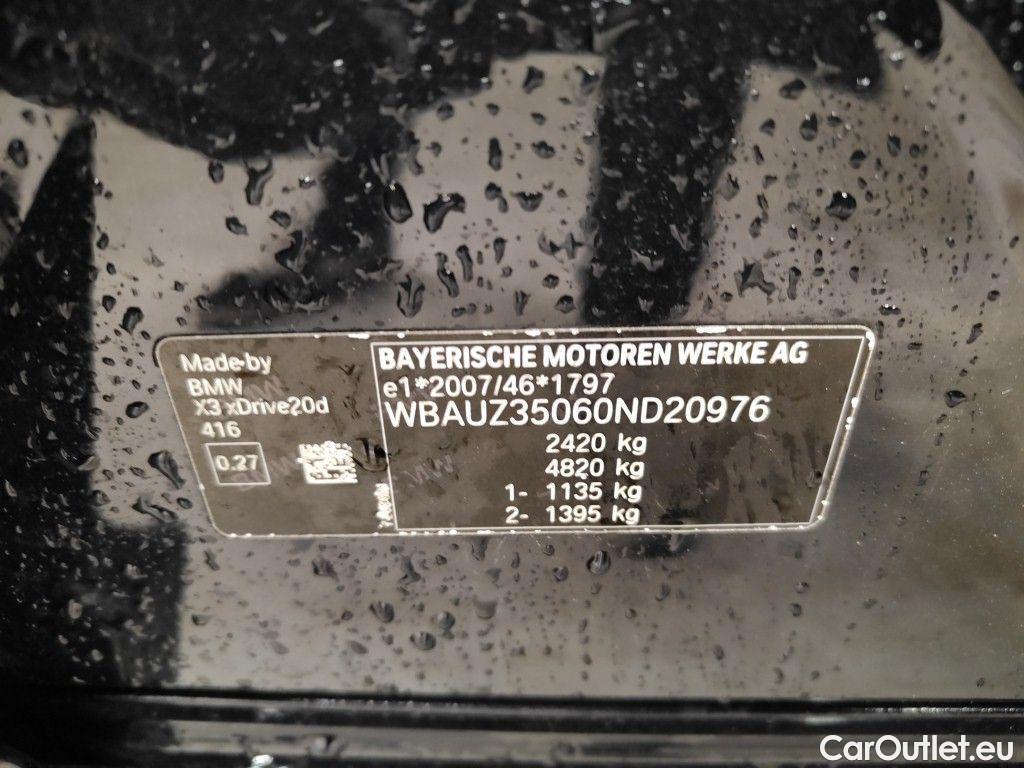 Made-by
BMW
X3 xDrive20d
416
0.27
BAYERISCHE MOTOREN WERKE AG
e1*2007/46*1797
WBAUZ35060ND20976
2420 kg
4820 kg
1- 1135 kg
2- 1395 kg
CarOutlet.eu